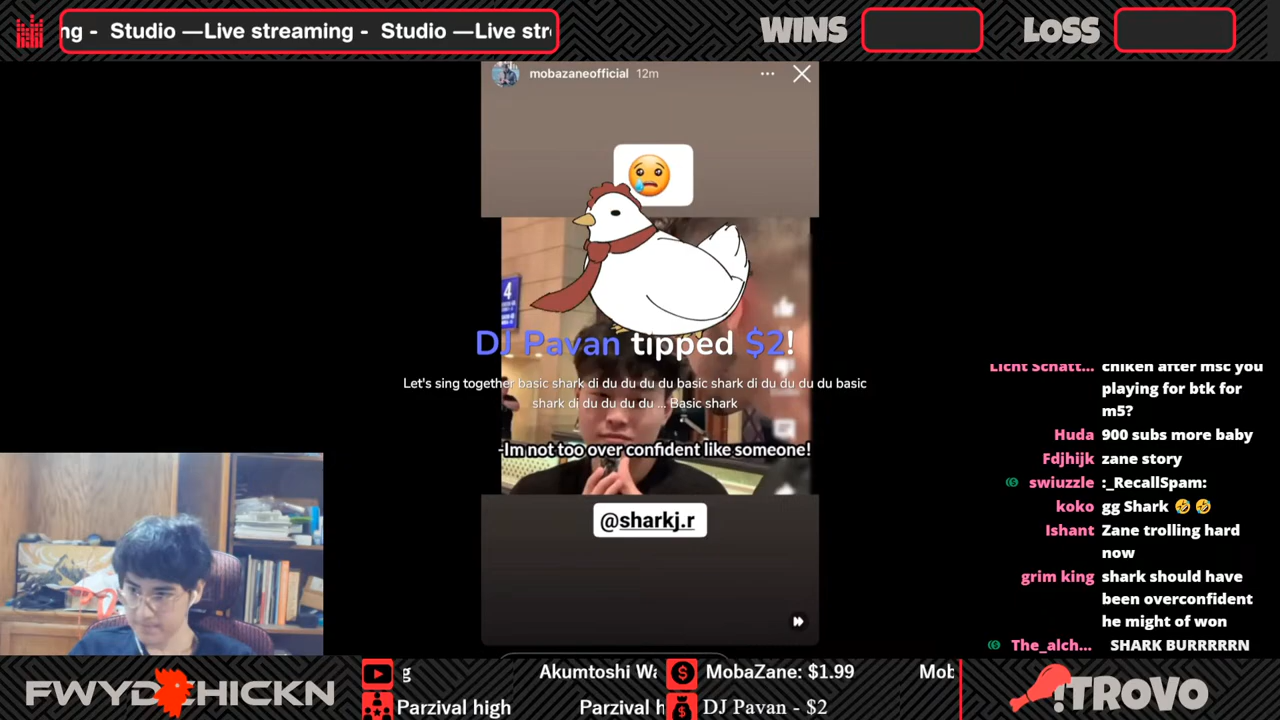 ng -  Studio —Live streaming -  Studio —Live stre
WINS
LOSS
mobazaneofficial 12m
4
DJ Pavan tipped $2!
Let's sing together basic shark di du du du du basic shark di du du du du basic
shark di du du du du ... Basic shark
-Im not too over confident like someone!
@sharkj.r
Licht Schatt... chiken after msc you
playing for btk for
m5?
Huda 900 subs more baby
Fdjhijk zane story
swiuzzle :_RecallSpam:
koko gg Shark 🤣 🤣
Ishant Zane trolling hard
now
grim king shark should have
been overconfident
he might of won
The_alch... SHARK BURRRRRN
FWYDCHICKN
g Akumtoshi Wa
Parzival high Parzival h
MobaZane: $1.99 Mob
DJ Pavan - $2
!TROVO